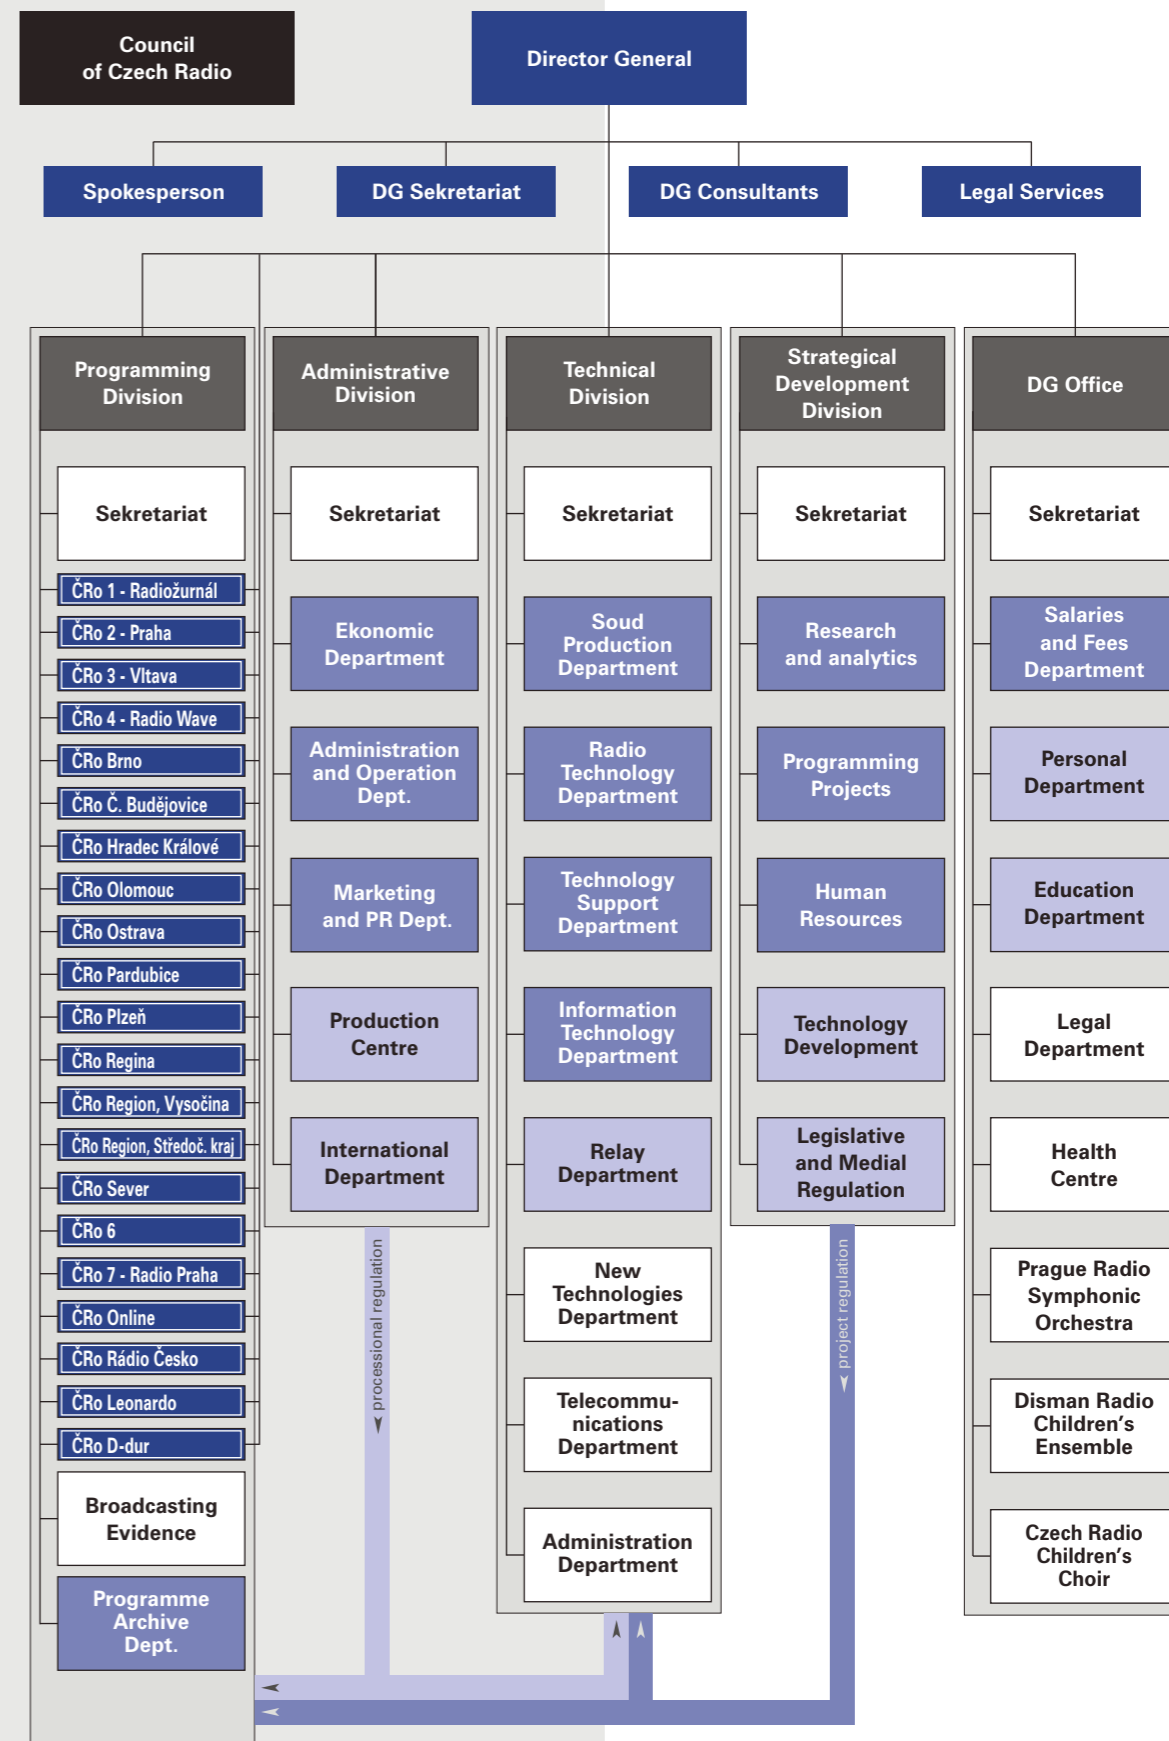 Council
of Czech Radio
Director General
Spokesperson
DG Sekretariat
DG Consultants
Legal Services
Programming
Division
Sekretariat
ČRo 1 - Radiožurnál
ČRo 2 - Praha
ČRo 3 - Vltava
ČRo 4 - Radio Wave
ČRo Brno
ČRo Č. Budějovice
ČRo Hradec Králové
ČRo Olomouc
ČRo Ostrava
ČRo Pardubice
ČRo Plzeň
ČRo Regina
ČRo Region, Vysočina
ČRo Region, Středoč. kraj
ČRo Sever
ČRo 6
ČRo 7 - Radio Praha
ČRo Online
ČRo Rádio Česko
ČRo Leonardo
ČRo D-dur
Broadcasting
Evidence
Programme
Archive
Dept.
Administrative
Division
Sekretariat
Ekonomic
Department
Administration
and Operation
Dept.
Marketing
and PR Dept.
Production
Centre
International
Department
processional regulation
Technical
Division
Sekretariat
Soud
Production
Department
Radio
Technology
Department
Technology
Support
Department
Information
Technology
Department
Relay
Department
New
Technologies
Department
Telecommu-
nications
Department
Administration
Department
Strategical
Development
Division
Sekretariat
Research
and analytics
Programming
Projects
Human
Resources
Technology
Development
Legislative
and Medial
Regulation
project regulation
DG Office
Sekretariat
Salaries
and Fees
Department
Personal
Department
Education
Department
Legal
Department
Health
Centre
Prague Radio
Symphonic
Orchestra
Disman Radio
Children's
Ensemble
Czech Radio
Children's
Choir